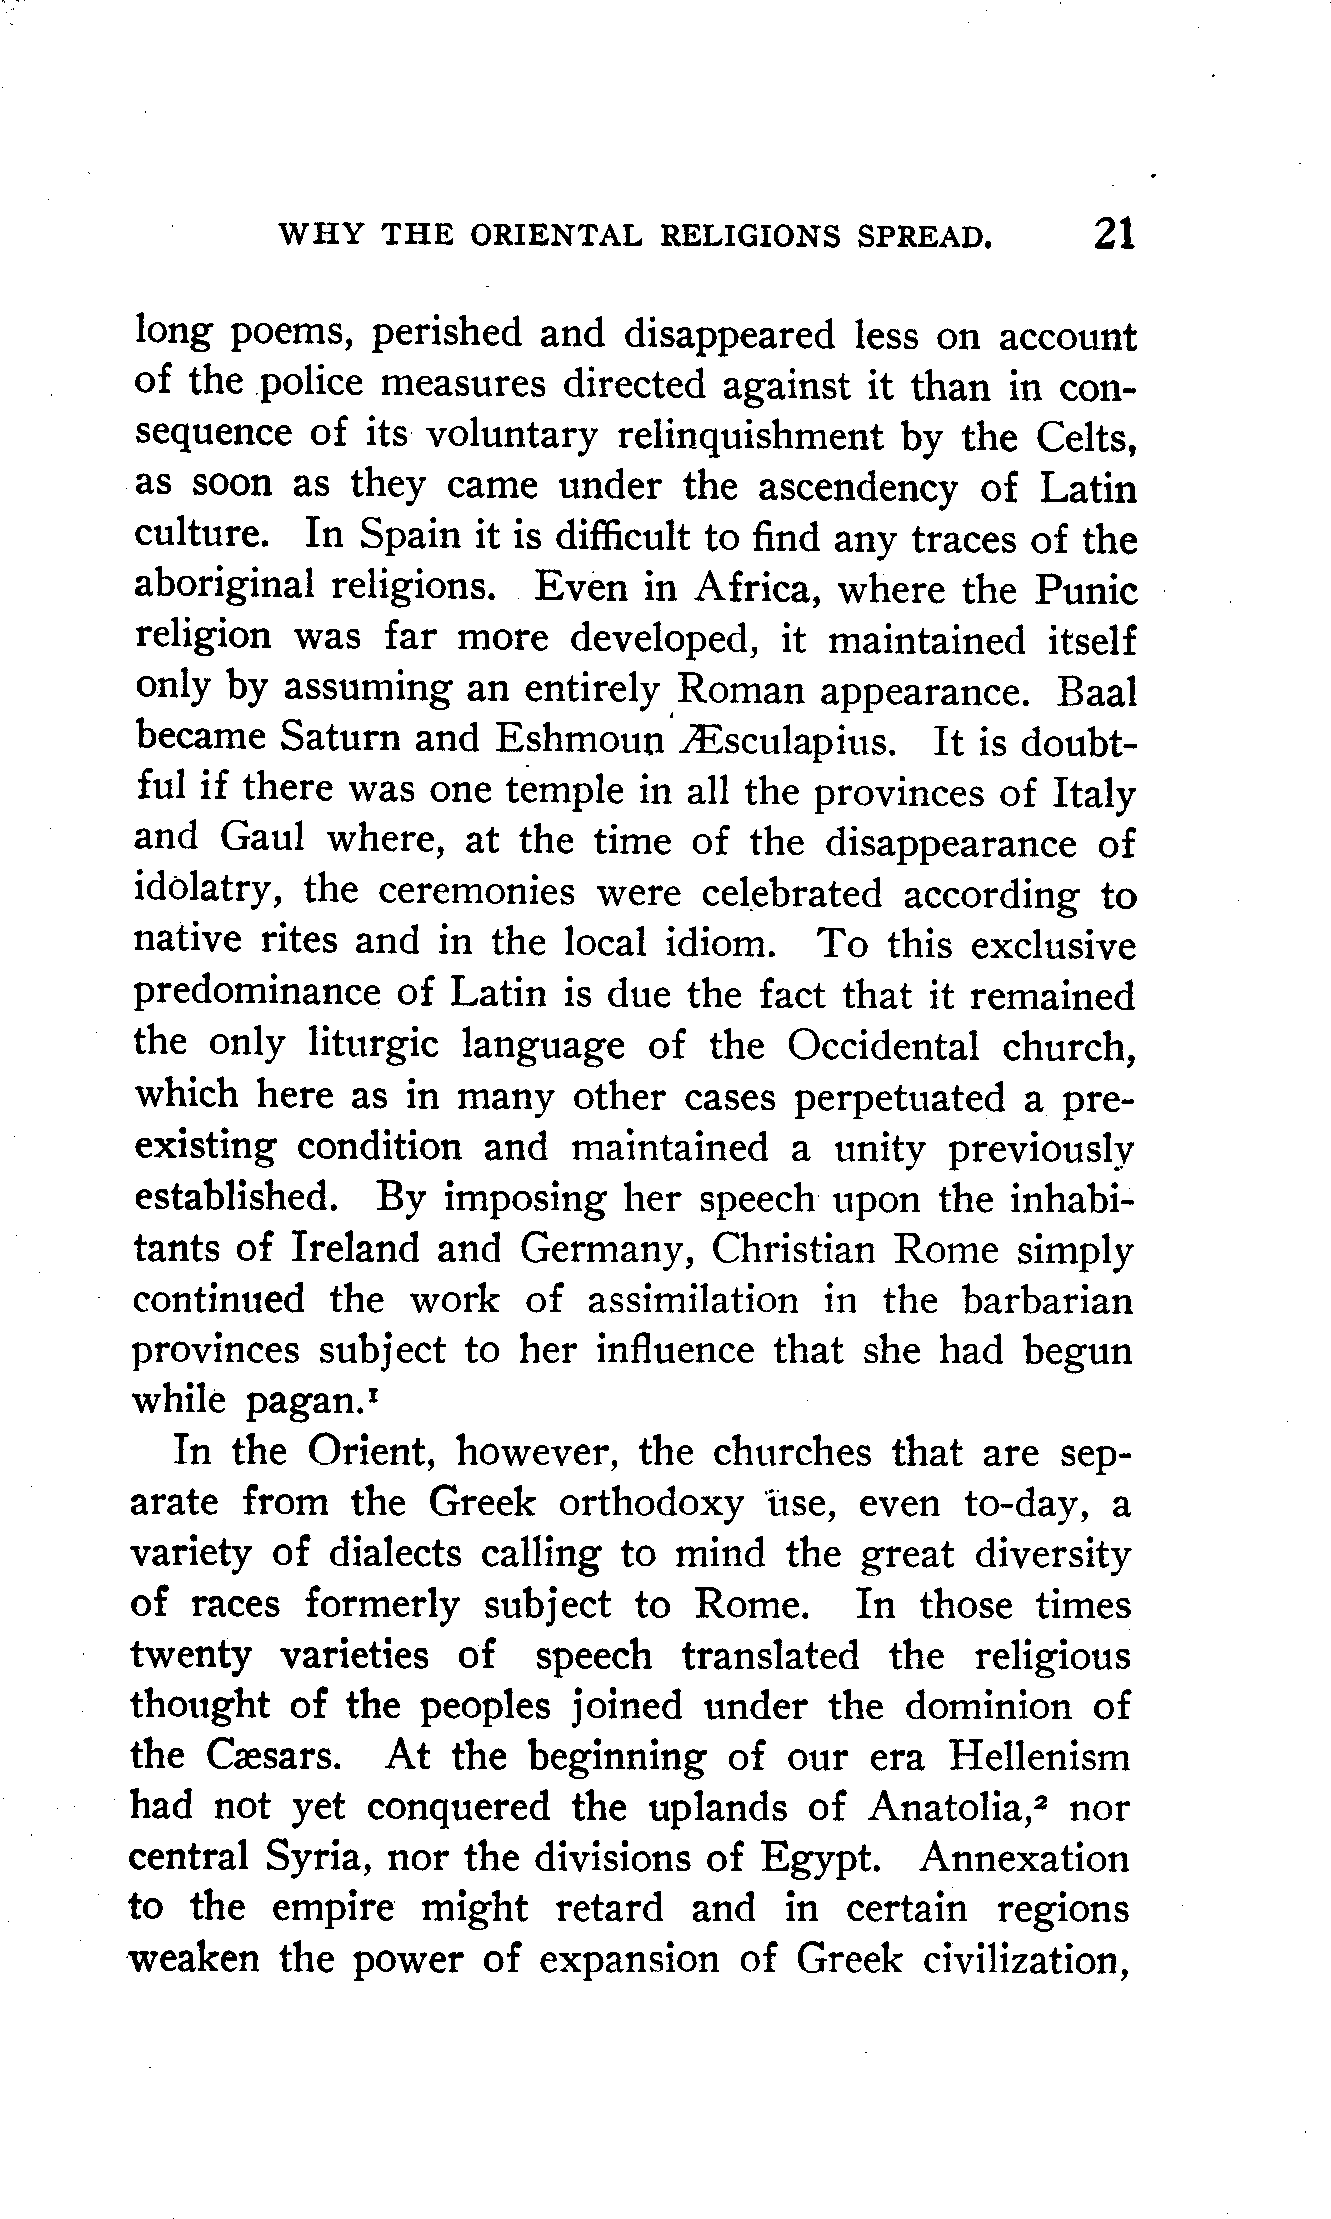 WHY THE ORIENTAL RELIGIONS SPREAD. 21
long poems, perished and disappeared less on account
of the police measures directed against it than in con-
sequence of its voluntary relinquishment by the Celts,
as soon as they came under the ascendency of Latin
culture. In Spain it is difficult to find any traces of the
aboriginal religions. Even in Africa, where the Punic
religion was far more developed, it maintained itself
only by assuming an entirely Roman appearance. Baal
became Saturn and Eshmoun Æsculapius. It is doubt-
ful if there was one temple in all the provinces of Italy
and Gaul where, at the time of the disappearance of
idolatry, the ceremonies were celebrated according to
native rites and in the local idiom. To this exclusive
predominance of Latin is due the fact that it remained
the only liturgic language of the Occidental church,
which here as in many other cases perpetuated a pre-
existing condition and maintained a unity previously
established. By imposing her speech upon the inhabi-
tants of Ireland and Germany, Christian Rome simply
continued the work of assimilation in the barbarian
provinces subject to her influence that she had begun
while pagan.¹
In the Orient, however, the churches that are sep-
arate from the Greek orthodoxy use, even to-day, a
variety of dialects calling to mind the great diversity
of races formerly subject to Rome. In those times
twenty varieties of speech translated the religious
thought of the peoples joined under the dominion of
the Cæsars. At the beginning of our era Hellenism
had not yet conquered the uplands of Anatolia,² nor
central Syria, nor the divisions of Egypt. Annexation
to the empire might retard and in certain regions
weaken the power of expansion of Greek civilization,